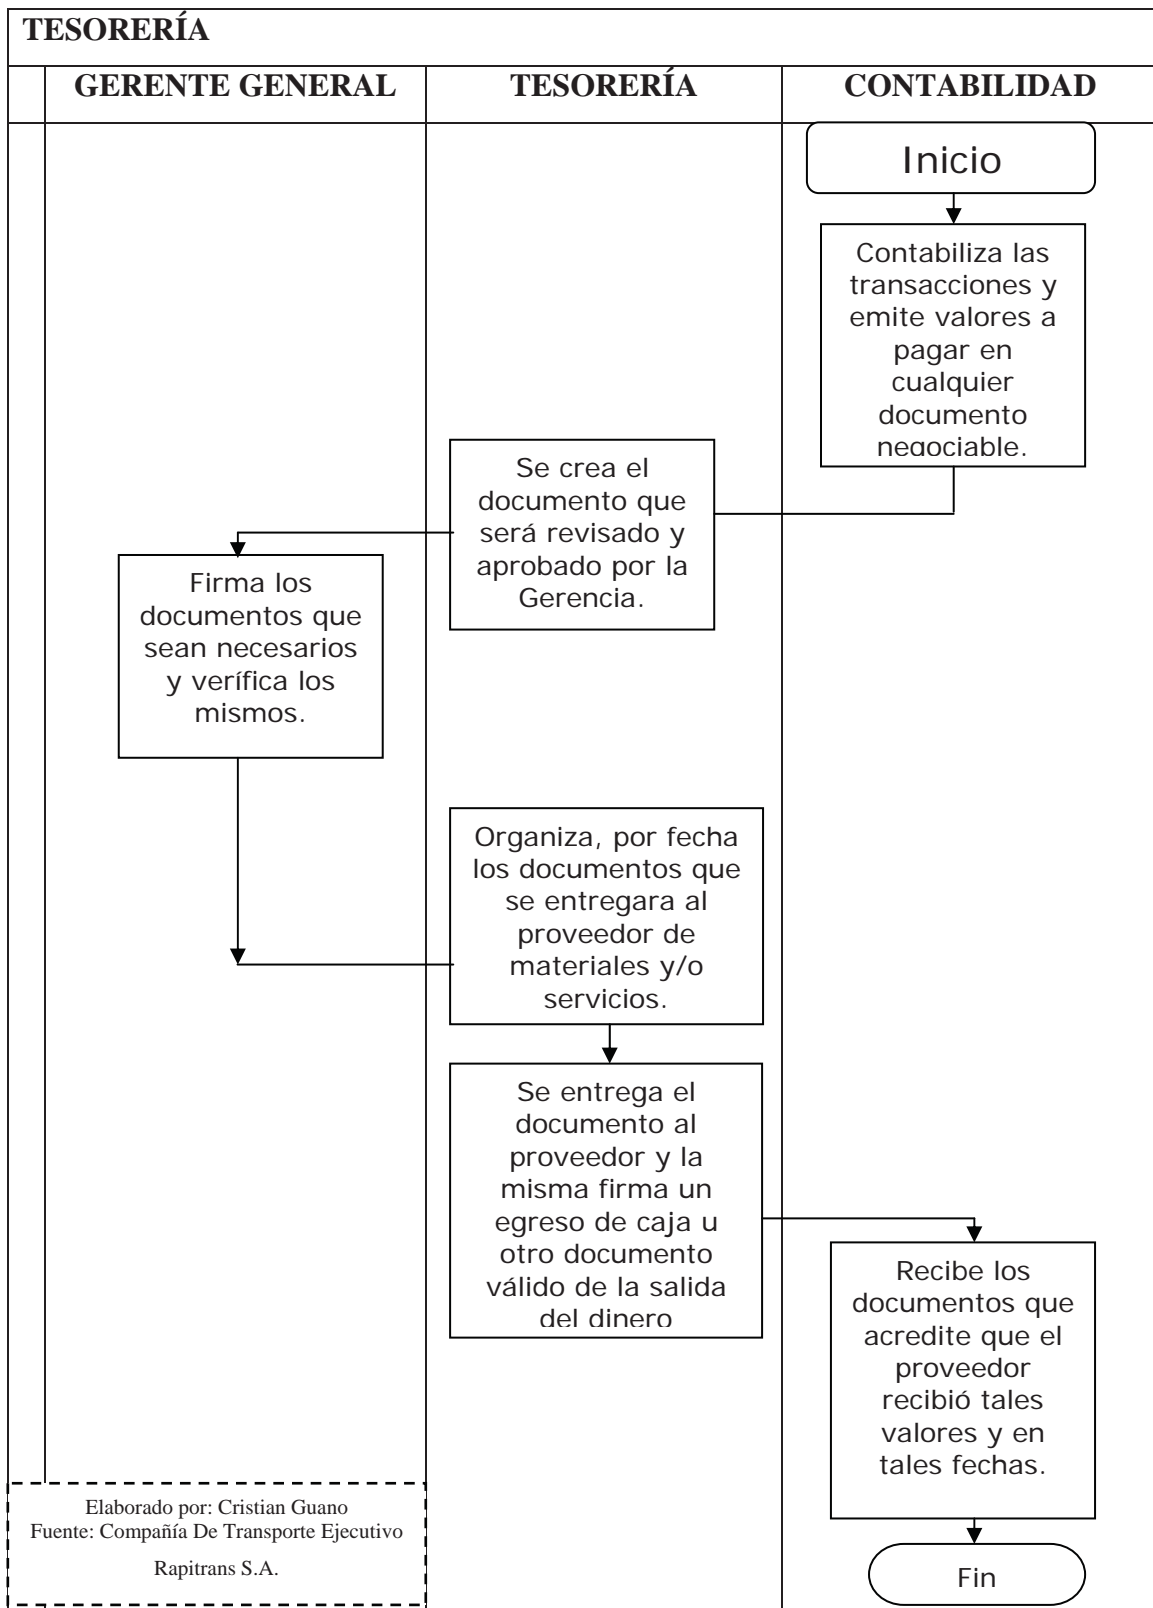 TESORERÍA
GERENTE GENERAL
TESORERÍA
CONTABILIDAD
Inicio
Contabiliza las
transacciones y
emite valores a
pagar en
cualquier
documento
negociable.
Se crea el
documento que
será revisado y
aprobado por la
Gerencia.
Firma los
documentos que
sean necesarios
y verífica los
mismos.
Organiza, por fecha
los documentos que
se entregara al
proveedor de
materiales y/o
servicios.
Se entrega el
documento al
proveedor y la
misma firma un
egreso de caja u
otro documento
válido de la salida
del dinero
Recibe los
documentos que
acredite que el
proveedor
recibió tales
valores y en
tales fechas.
Fin
Elaborado por: Cristian Guano
Fuente: Compañía De Transporte Ejecutivo
Rapitrans S.A.